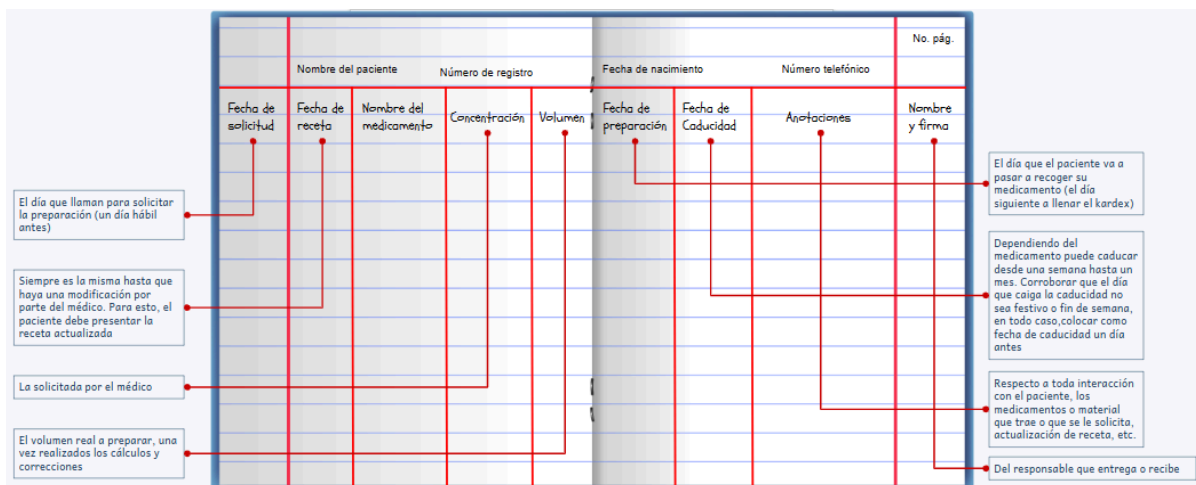 No. pág.
Nombre del paciente
Número de registro
Fecha de nacimiento
Número telefónico
Fecha de
solicitud
Fecha de
receta
Nombre del
medicamento
Concentración
Volumen
Fecha de
preparación
Fecha de
Caducidad
Anotaciones
Nombre
y firma
El día que llaman para solicitar
la preparación (un día hábil
antes)
Siempre es la misma hasta que
haya una modificación por
parte del médico. Para esto, el
paciente debe presentar la
receta actualizada
La solicitada por el médico
El volumen real a preparar, una
vez realizados los cálculos y
correcciones
El día que el paciente va a
pasar a recoger su
medicamento (el día
siguiente a llenar el kardex)
Dependiendo del
medicamento puede caducar
desde una semana hasta un
mes. Corroborar que el día
que caiga la caducidad no
sea festivo o fin de semana,
en todo caso,colocar como
fecha de caducidad un día
antes
Respecto a toda interacción
con el paciente, los
medicamentos o material
que trae o que se le solicita,
actualización de receta, etc.
Del responsable que entrega o recibe